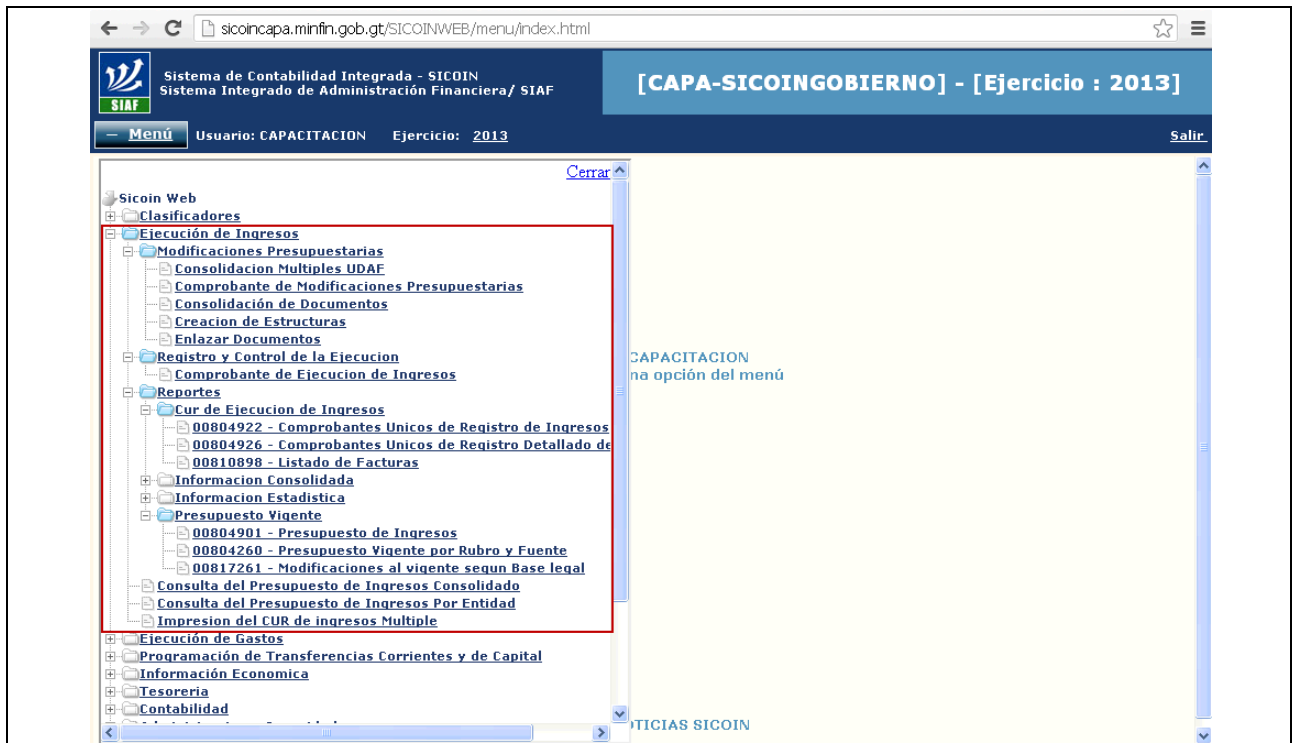 sicoincapa.minfin.gob.gt/SICOINWEB/menu/index.html
Sistema de Contabilidad Integrada - SICOIN
Sistema Integrado de Administración Financiera/ SIAF
[CAPA-SICOINGOBIERNO] - [Ejercicio : 2013]
SIAF
Menú Usuario: CAPACITACION Ejercicio: 2013 Salir
Cerrar
Sicoin Web
Clasificadores
Ejecución de Ingresos
Modificaciones Presupuestarias
Consolidacion Multiples UDAF
Comprobante de Modificaciones Presupuestarias
Consolidación de Documentos
Creacion de Estructuras
Enlazar Documentos
Registro y Control de la Ejecucion
CAPACITACION
Comprobante de Ejecucion de Ingresos
na opción del menú
Reportes
Cur de Ejecucion de Ingresos
00804922 - Comprobantes Unicos de Registro de Ingresos
00804926 - Comprobantes Unicos de Registro Detallado de
00810898 - Listado de Facturas
Informacion Consolidada
Informacion Estadistica
Presupuesto Vigente
00804901 - Presupuesto de Ingresos
00804260 - Presupuesto Vigente por Rubro y Fuente
00817261 - Modificaciones al vigente segun Base legal
Consulta del Presupuesto de Ingresos Consolidado
Consulta del Presupuesto de Ingresos Por Entidad
Impresion del CUR de ingresos Multiple
Ejecución de Gastos
Programación de Transferencias Corrientes y de Capital
Información Economica
Tesoreria
Contabilidad
OTICIAS SICOIN